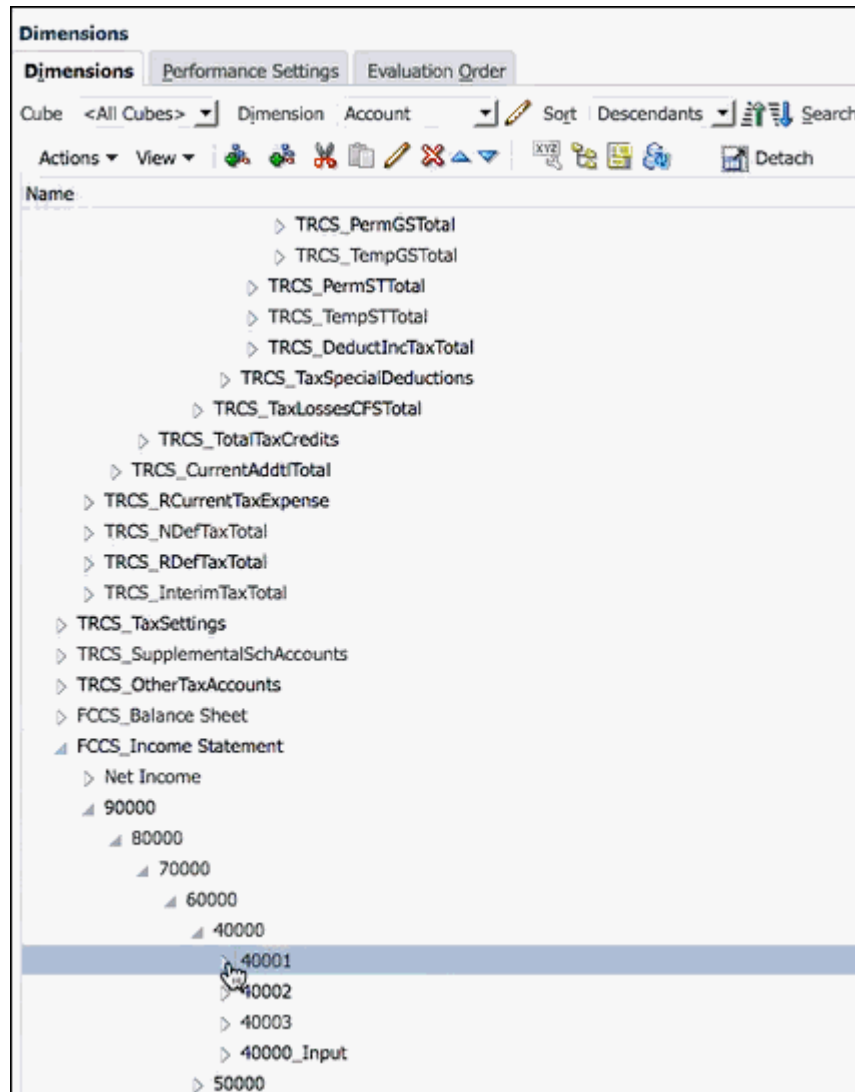 Dimensions
Dimensions Performance Settings Evaluation Order
Cube <All Cubes> Dimension Account Sort Descendants Search
Actions View XYZ Detach
Name
TRCS_PermGSTotal
TRCS_TempGSTotal
TRCS_PermSTTotal
TRCS_TempSTTotal
TRCS_DeductIncTaxTotal
TRCS_TaxSpecialDeductions
TRCS_TaxLossesCFSTotal
TRCS_TotalTaxCredits
TRCS_CurrentAddtlTotal
TRCS_RCurrentTaxExpense
TRCS_NDefTaxTotal
TRCS_RDefTaxTotal
TRCS_InterimTaxTotal
TRCS_TaxSettings
TRCS_SupplementalSchAccounts
TRCS_OtherTaxAccounts
FCCS_Balance Sheet
FCCS_Income Statement
Net Income
90000
80000
70000
60000
40000
40001
40002
40003
40000_Input
50000